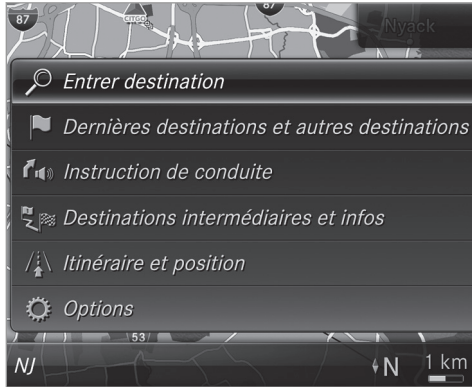 87
CITGO
87
Nyack
Entrer destination
Dernières destinations et autres destinations
Instruction de conduite
Destinations intermédiaires et infos
Itinéraire et position
Options
53
NJ
N
1 km